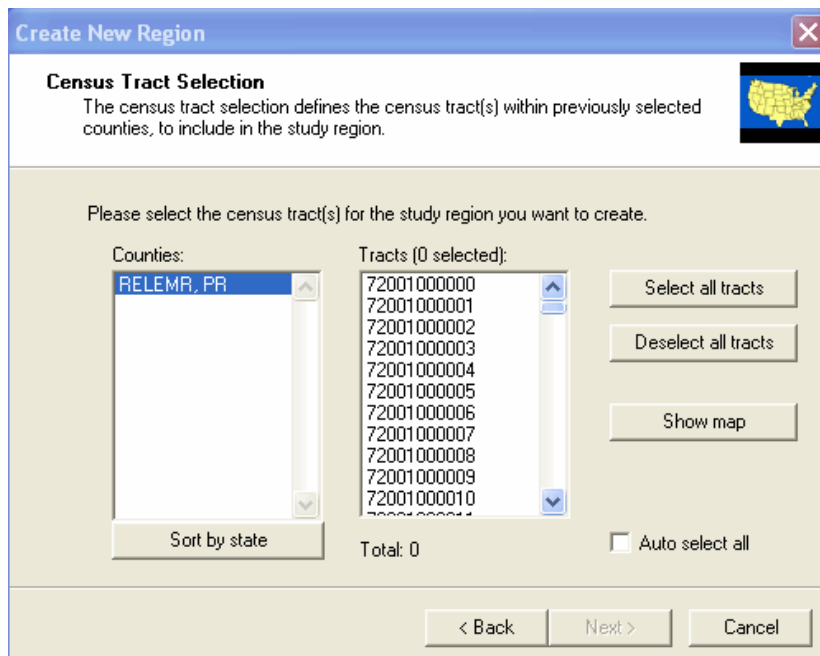 Create New Region
Census Tract Selection
The census tract selection defines the census tract(s) within previously selected
counties, to include in the study region.
Please select the census tract(s) for the study region you want to create.
Counties:
RELEMR, PR
Sort by state
Tracts (0 selected):
72001000000
72001000001
72001000002
72001000003
72001000004
72001000005
72001000006
72001000007
72001000008
72001000009
72001000010
Total: 0
Select all tracts
Deselect all tracts
Show map
Auto select all
< Back
Next >
Cancel